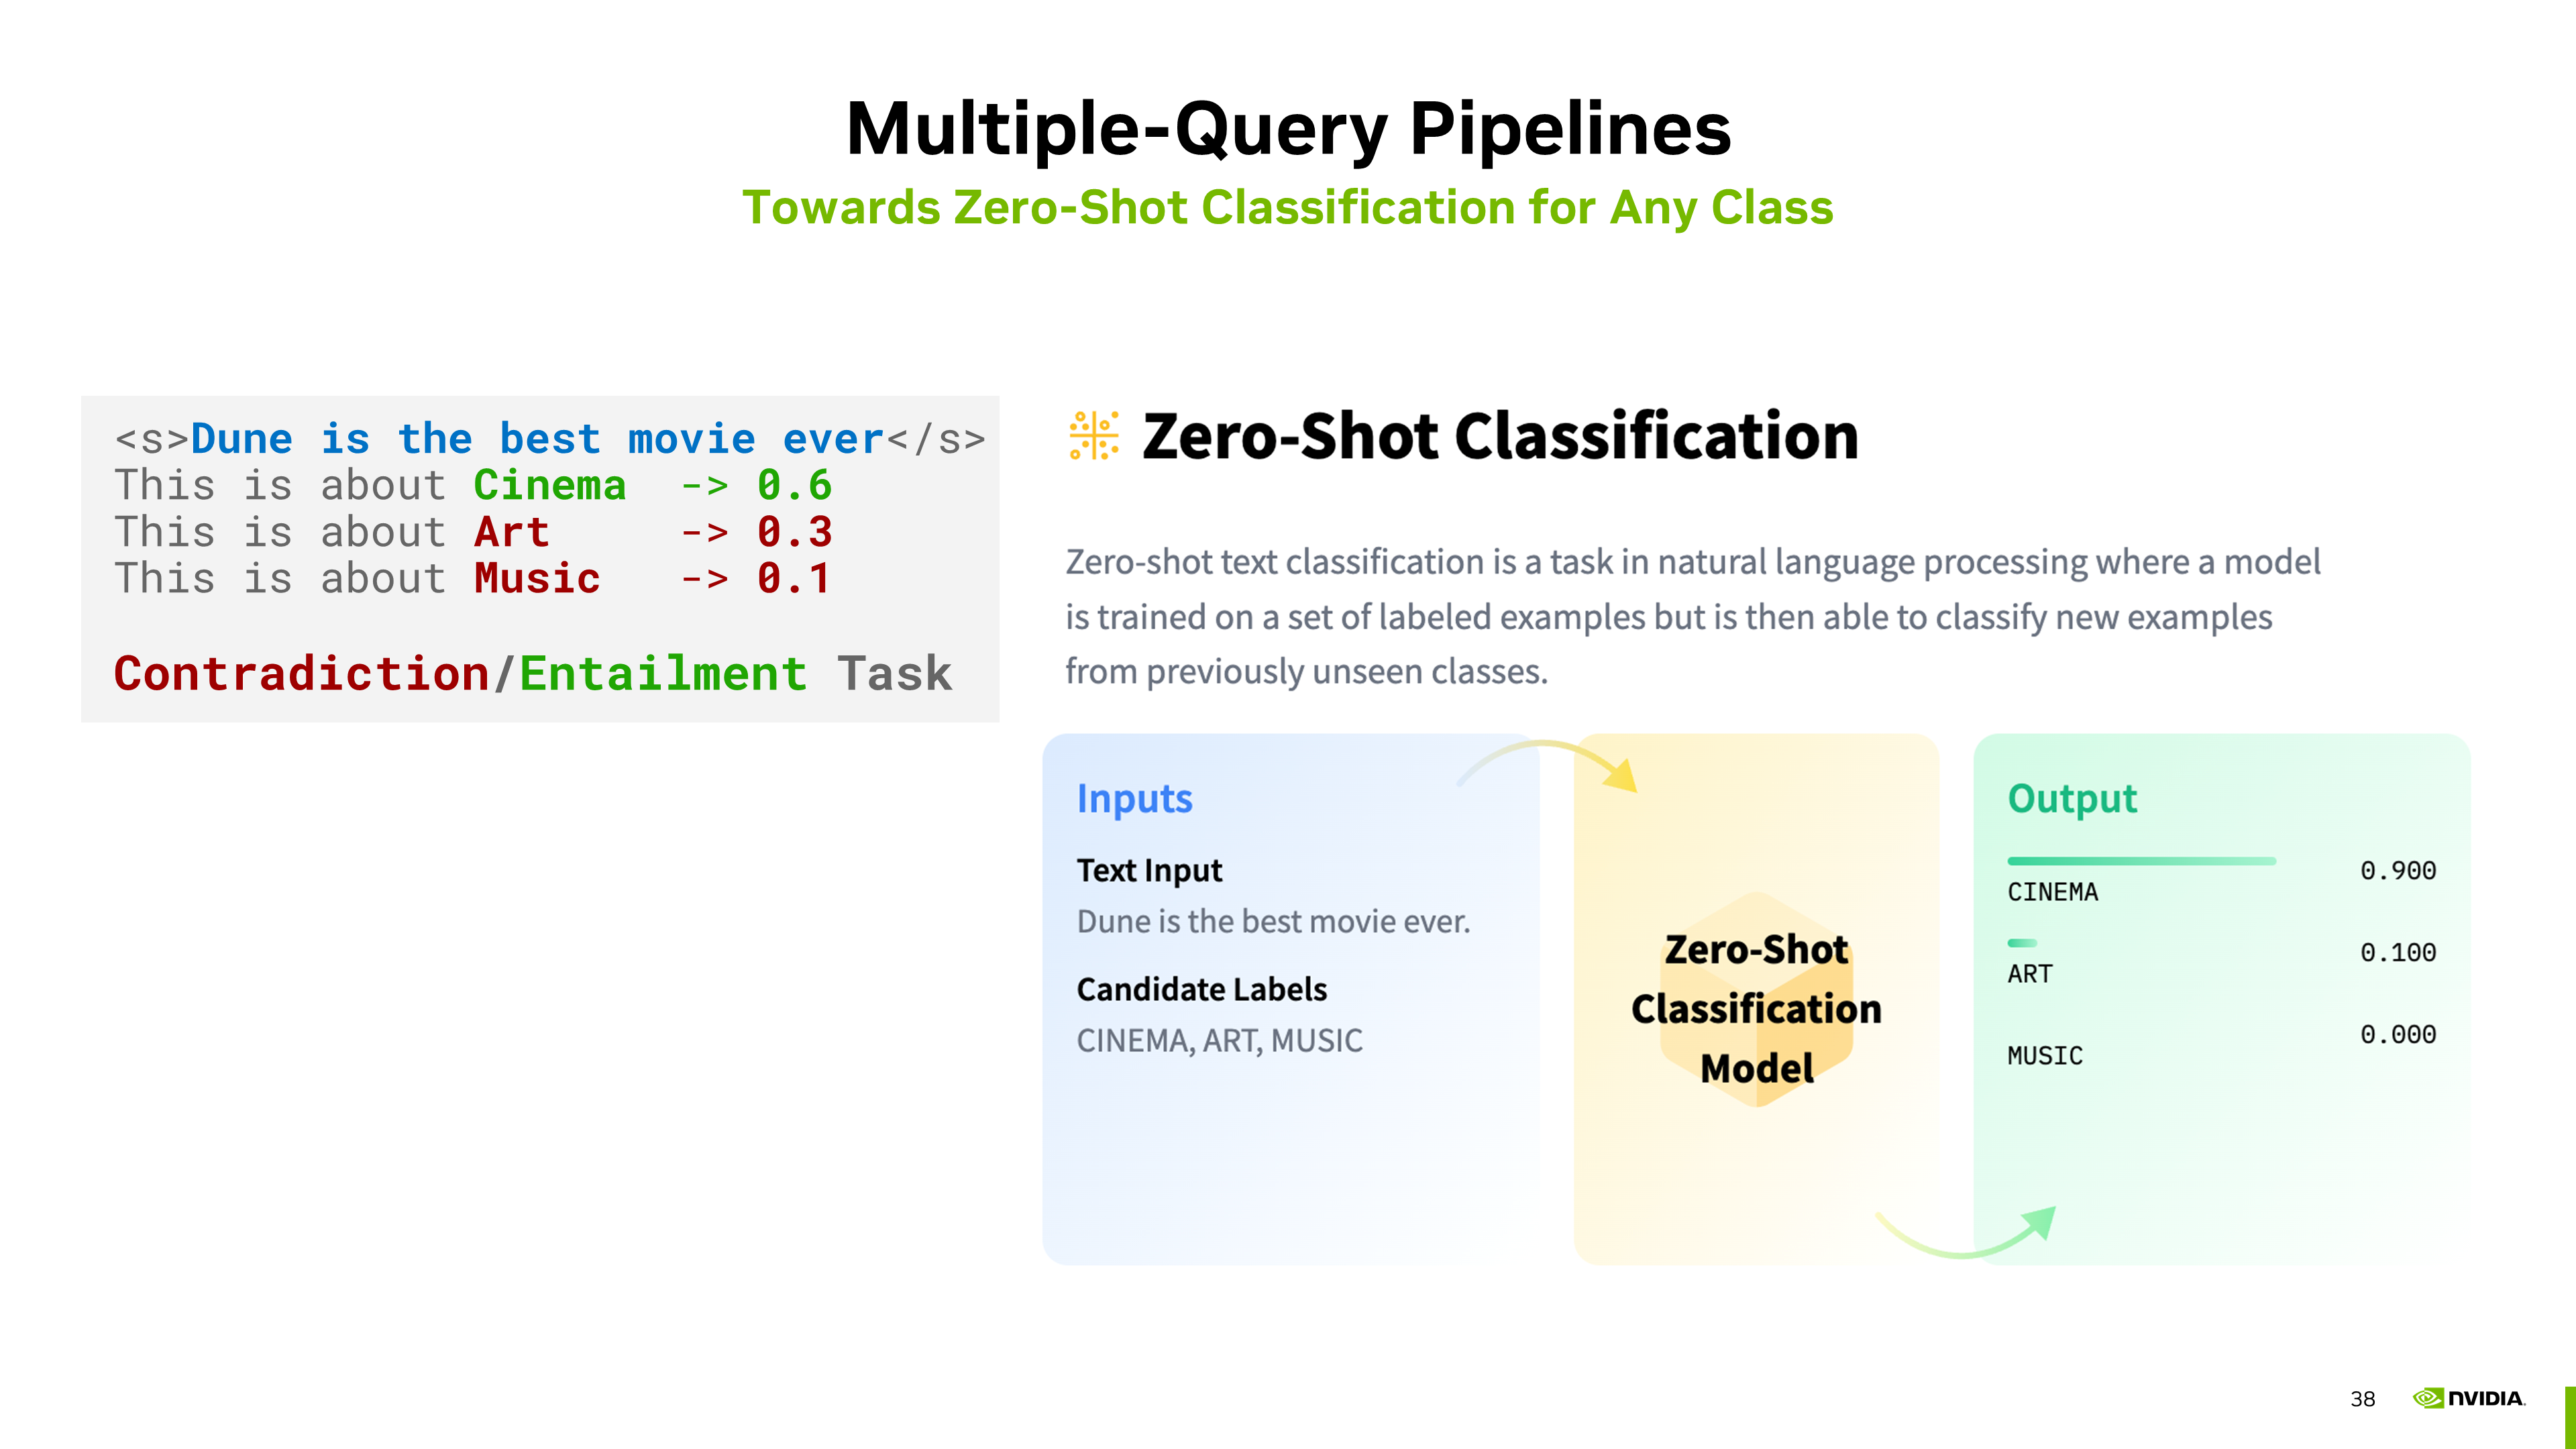 Multiple-Query Pipelines
Towards Zero-Shot Classification for Any Class
<s>Dune is the best movie ever</s>
This is about Cinema -> 0.6
This is about Art -> 0.3
This is about Music -> 0.1
Contradiction/Entailment Task
Zero-Shot Classification
Zero-shot text classification is a task in natural language processing where a model
is trained on a set of labeled examples but is then able to classify new examples
from previously unseen classes.
Inputs
Text Input
Dune is the best movie ever.
Candidate Labels
CINEMA, ART, MUSIC
Zero-Shot
Classification
Model
Output
0.900
CINEMA
0.100
ART
0.000
MUSIC
38
NVIDIA.